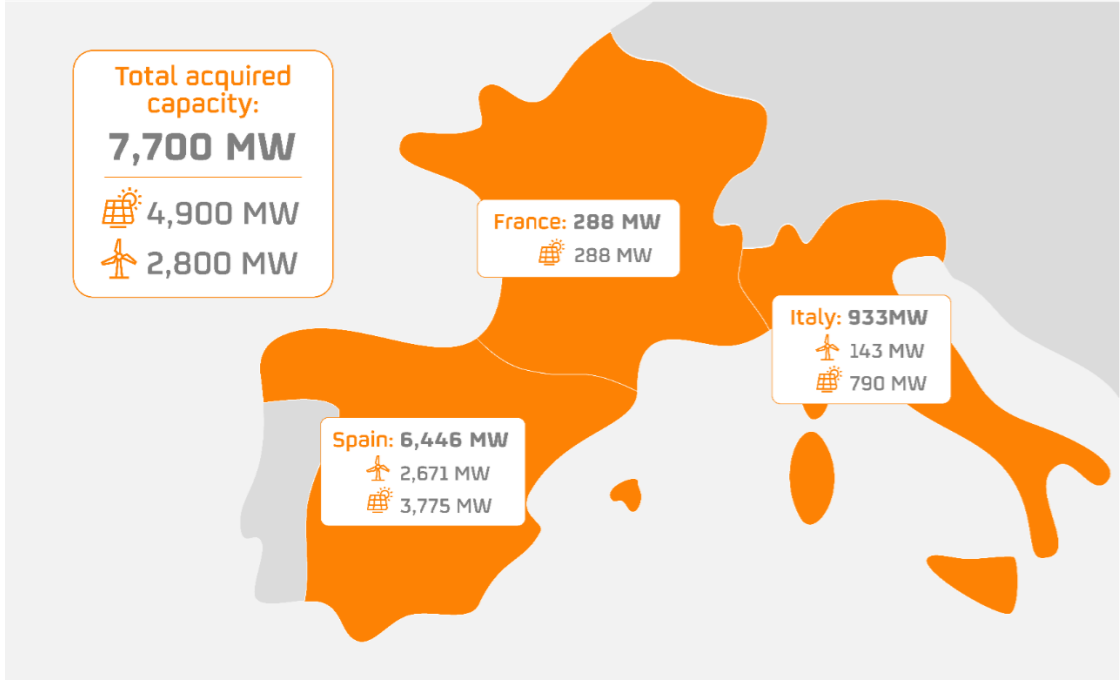 Total acquired
capacity:
7,700 MW
4,900 MW
2,800 MW
France: 288 MW
288 MW
Italy: 933MW
143 MW
790 MW
Spain: 6,446 MW
2,671 MW
3,775 MW